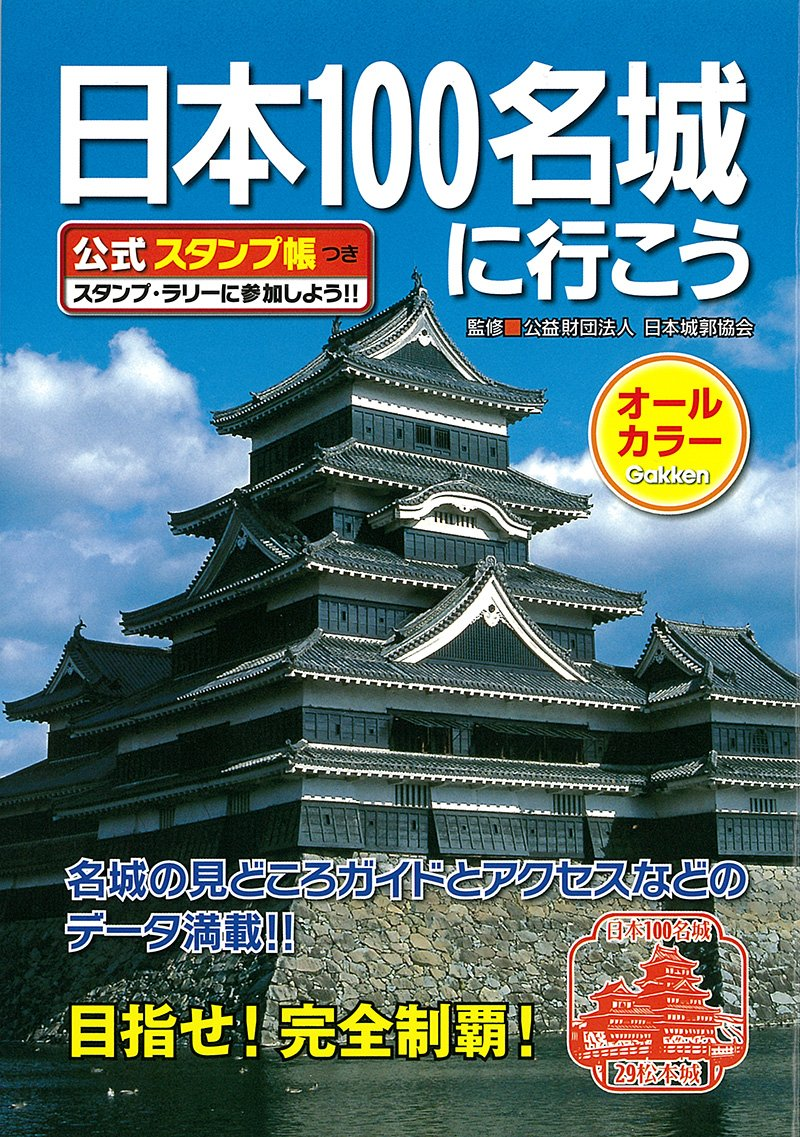 日本100名城
に行こう
公式 スタンプ帳 つき
スタンプ・ラリーに参加しよう!!
監修■公益財団法人 日本城郭協会
オール
カラー
Gakken
名城の見どころガイドとアクセスなどの
データ満載!!
目指せ! 完全制覇!
日本100名城
29松本城